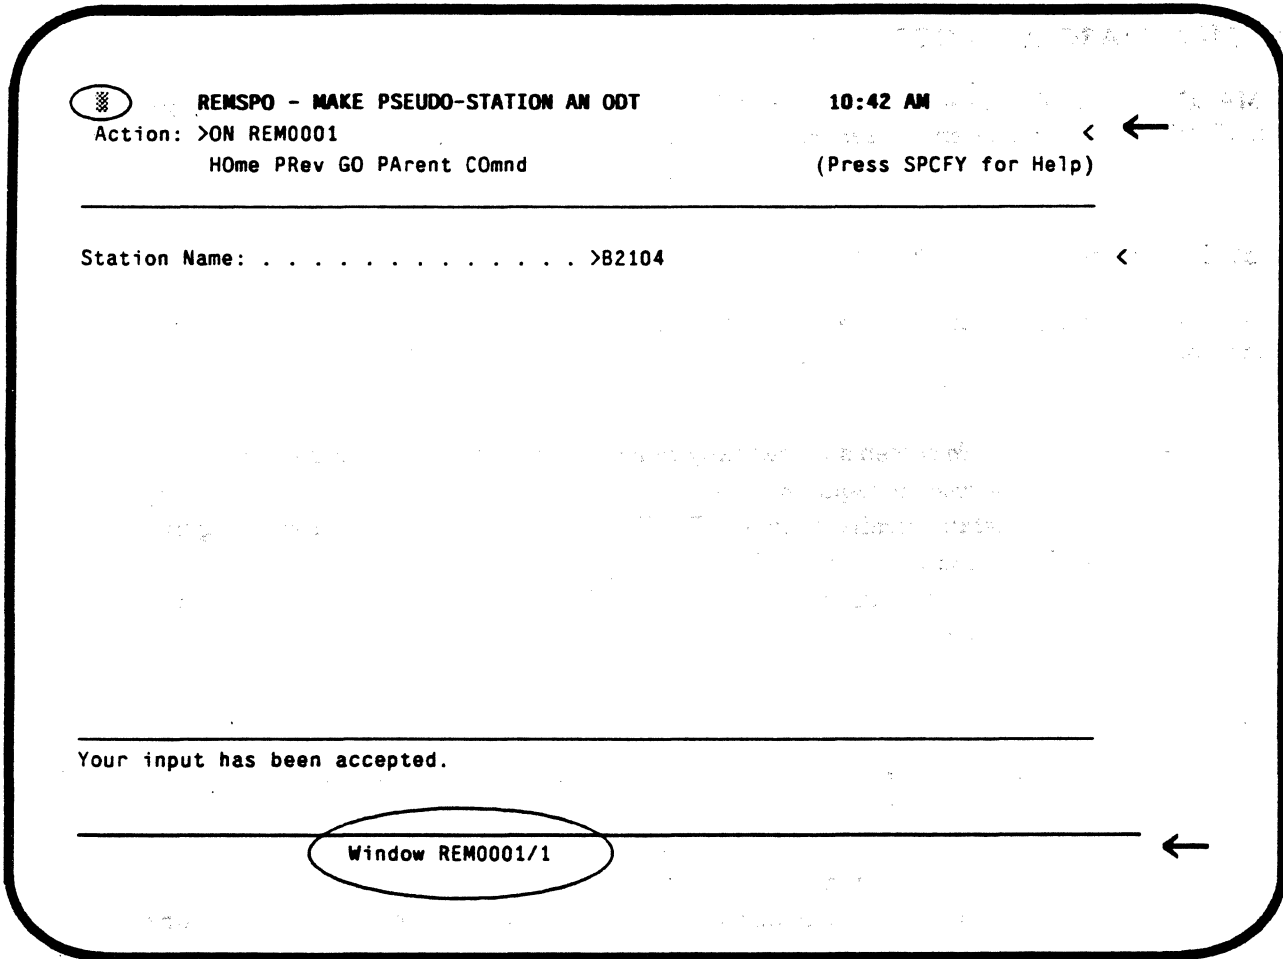 REMSPO - MAKE PSEUDO-STATION AN ODT 10:42 AM
Action: >ON REM0001 <
HOme PRev GO PArent COmnd (Press SPCFY for Help)
Station Name: . . . . . . . . . . . . . >B2104 <
Your input has been accepted.
Window REM0001/1